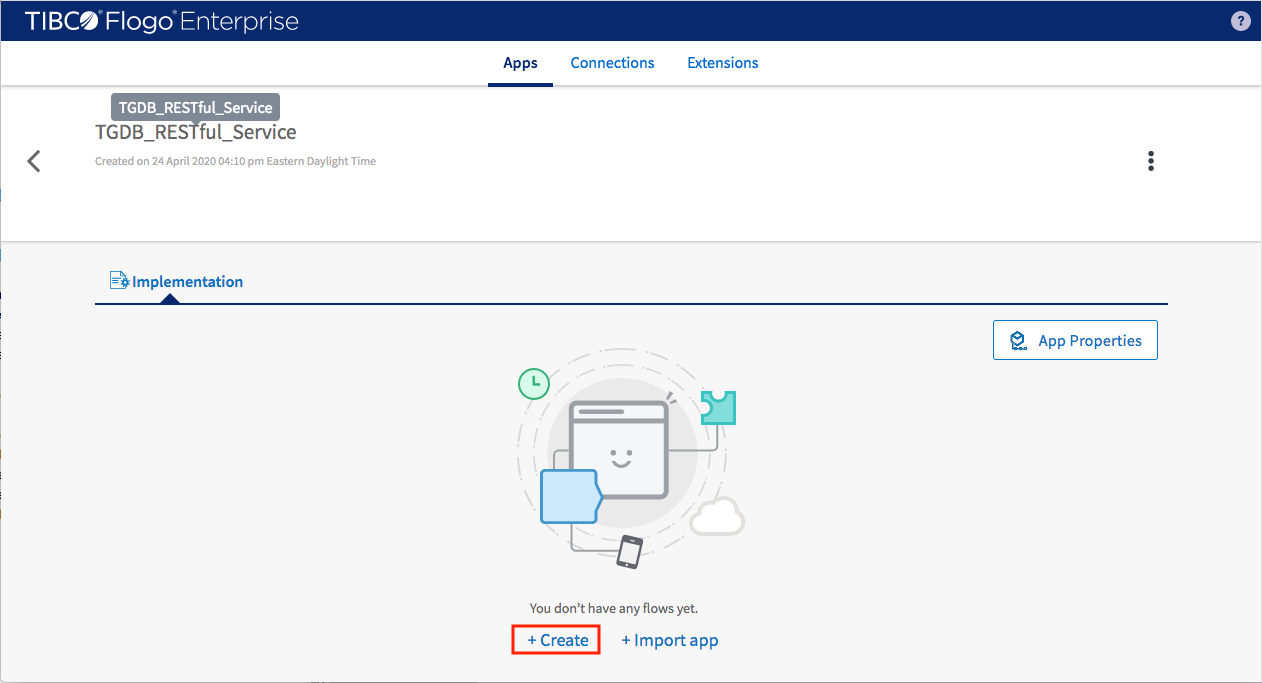 TIBCO® Flogo® Enterprise
?
Apps Connections Extensions
TGDB_RESTful_Service
TGDB_RESTful_Service
Created on 24 April 2020 04:10 pm Eastern Daylight Time
Implementation
App Properties
You don't have any flows yet.
+ Create + Import app